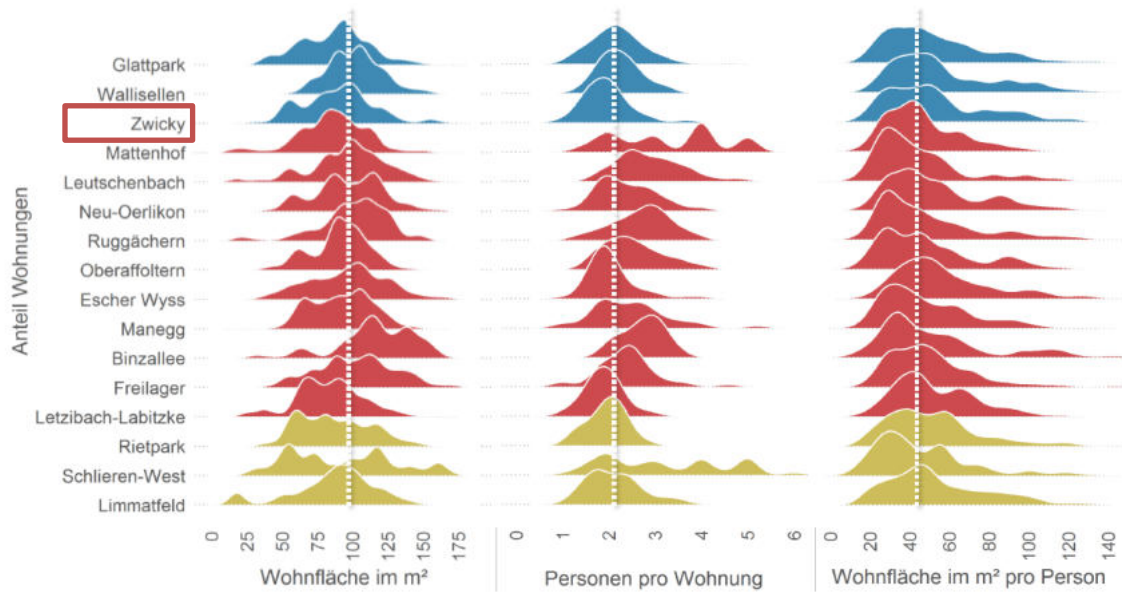 Anteil Wohnungen
Glattpark
Wallisellen
Zwicky
Mattenhof
Leutschenbach
Neu-Oerlikon
Ruggächern
Oberaffoltern
Escher Wyss
Manegg
Binzallee
Freilager
Letzibach-Labitzke
Rietpark
Schlieren-West
Limmatfeld
0 25 50 75 100 125 150 175
Wohnfläche im m²
0 1 2 3 4 5 6
Personen pro Wohnung
0 20 40 60 80 100 120 140
Wohnfläche im m² pro Person